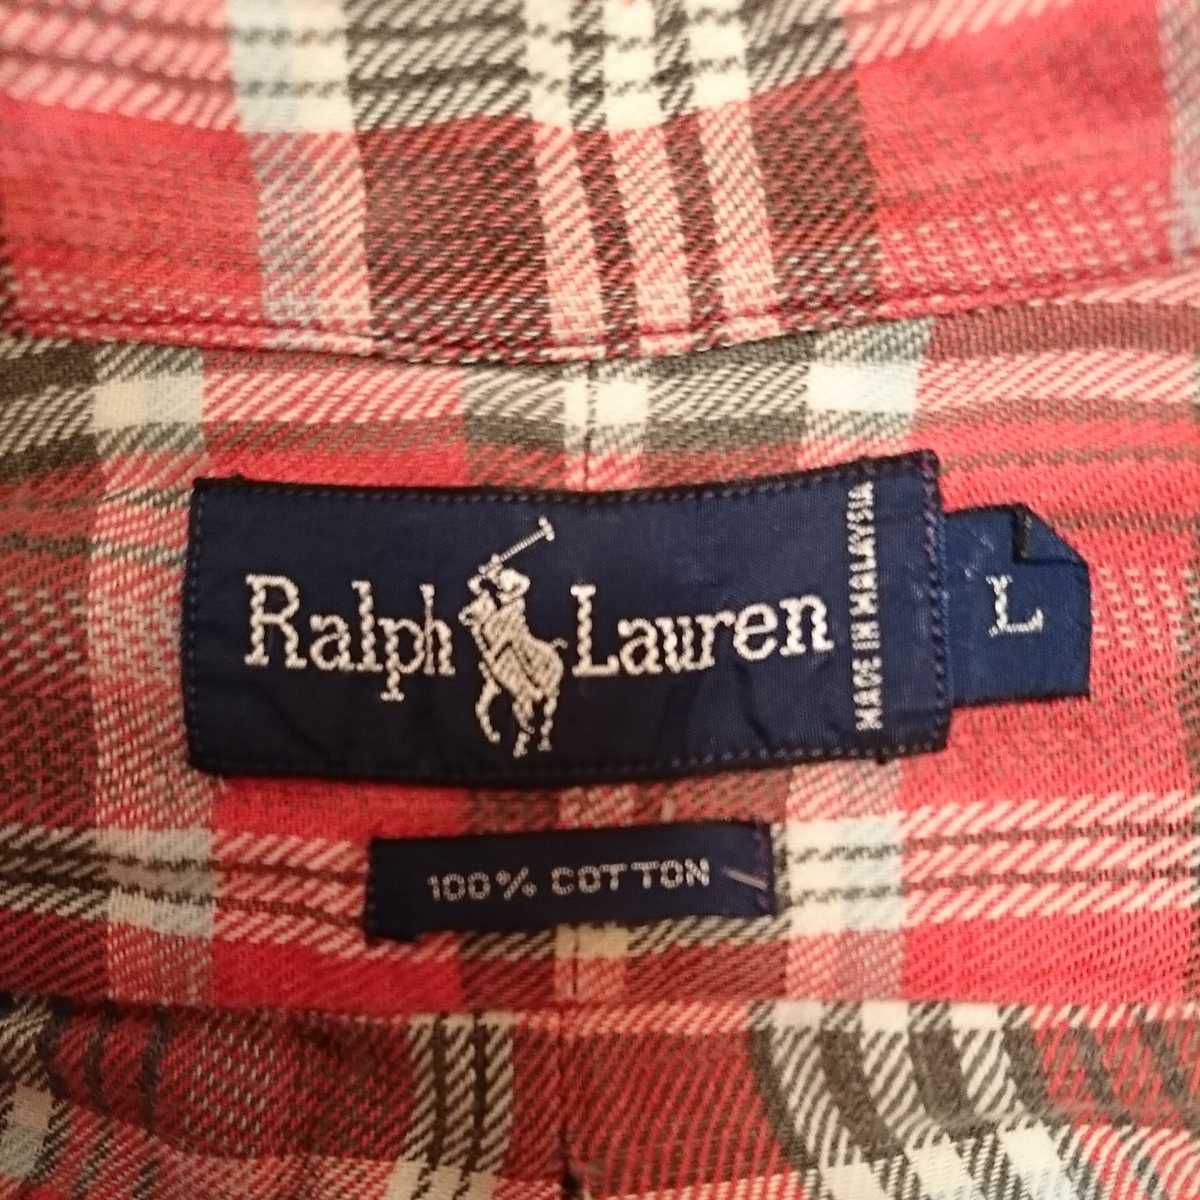 Ralph Lauren
MADE IN MALAYSIA
L
100% COTTON